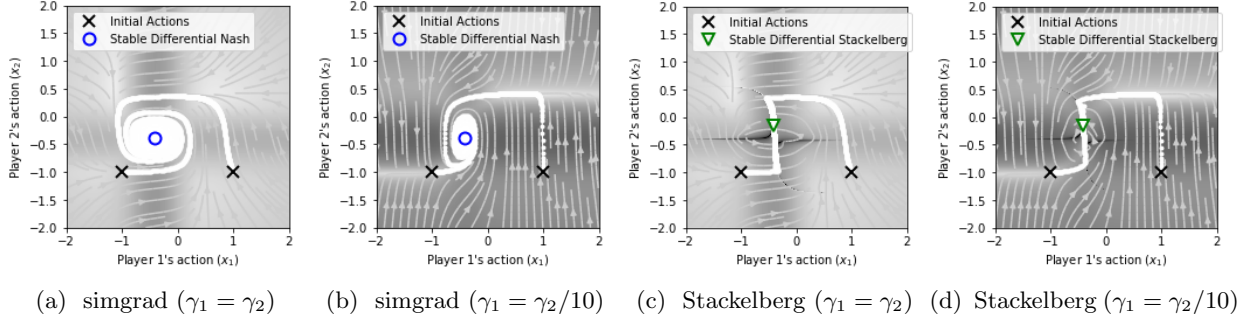 Initial Actions
Stable Differential Nash
Player 2's action (x₂)
2.0
1.5
1.0
0.5
0.0
−0.5
−1.0
−1.5
−2.0
−2
−1
0
1
2
Player 1's action (x₁)
(a) simgrad (γ₁ = γ₂)
Initial Actions
Stable Differential Nash
Player 2's action (x₂)
2.0
1.5
1.0
0.5
0.0
−0.5
−1.0
−1.5
−2.0
−2
−1
0
1
2
Player 1's action (x₁)
(b) simgrad (γ₁ = γ₂/10)
Initial Actions
Stable Differential Stackelberg
Player 2's action (x₂)
2.0
1.5
1.0
0.5
0.0
−0.5
−1.0
−1.5
−2.0
−2
−1
0
1
2
Player 1's action (x₁)
(c) Stackelberg (γ₁ = γ₂)
Initial Actions
Stable Differential Stackelberg
Player 2's action (x₂)
2.0
1.5
1.0
0.5
0.0
−0.5
−1.0
−1.5
−2.0
−2
−1
0
1
2
Player 1's action (x₁)
(d) Stackelberg (γ₁ = γ₂/10)